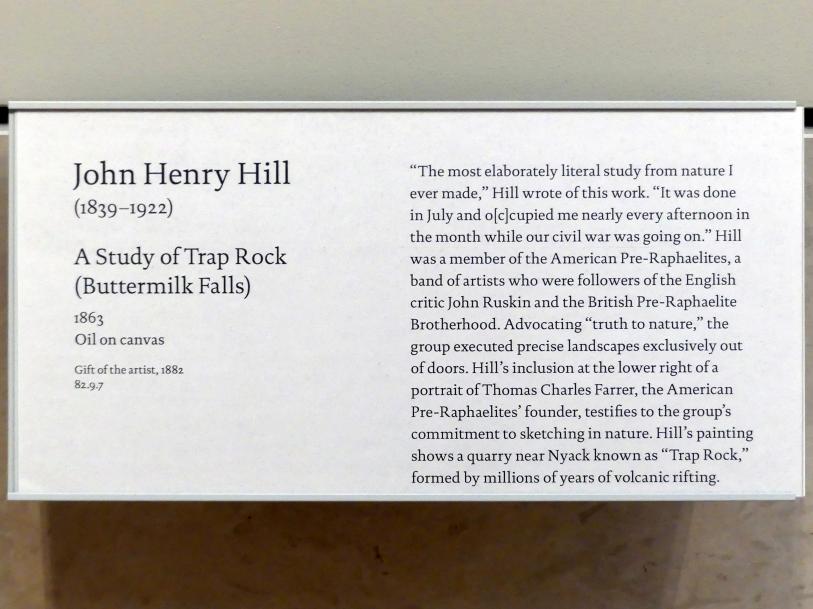 John Henry Hill
(1839–1922)
A Study of Trap Rock
(Buttermilk Falls)
1863
Oil on canvas
Gift of the artist, 1882
82.9.7
“The most elaborately literal study from nature I
ever made,” Hill wrote of this work. “It was done
in July and o[c]cupied me nearly every afternoon in
the month while our civil war was going on.” Hill
was a member of the American Pre-Raphaelites, a
band of artists who were followers of the English
critic John Ruskin and the British Pre-Raphaelite
Brotherhood. Advocating “truth to nature,” the
group executed precise landscapes exclusively out
of doors. Hill’s inclusion at the lower right of a
portrait of Thomas Charles Farrer, the American
Pre-Raphaelites’ founder, testifies to the group’s
commitment to sketching in nature. Hill’s painting
shows a quarry near Nyack known as “Trap Rock,”
formed by millions of years of volcanic rifting.